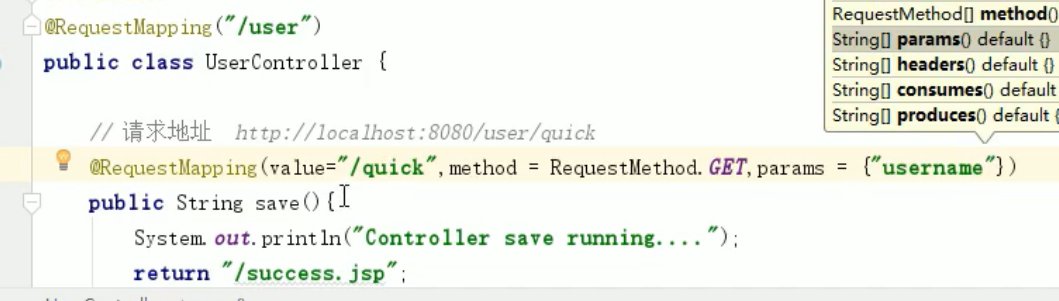 @RequestMapping("/user")
public class UserController {
// 请求地址 http://localhost:8080/user/quick
@RequestMapping(value="/quick",method = RequestMethod.GET,params = {"username"})
public String save(){
System.out.println("Controller save running....");
return "/success.jsp";
RequestMethod[] method()
String[] params() default {}
String[] headers() default {}
String[] consumes() default
String[] produces() default {